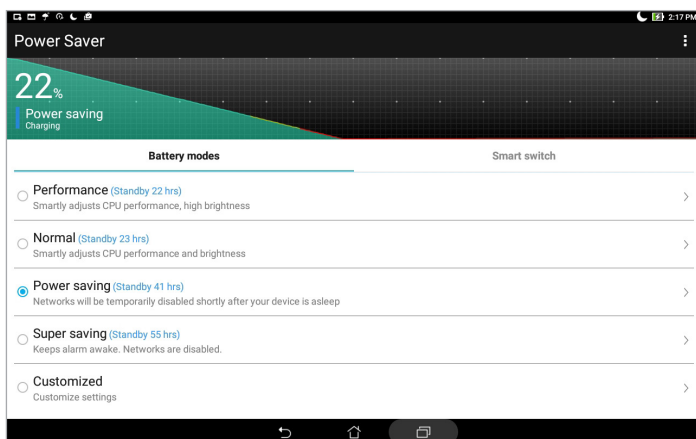 2:17 PM
Power Saver
22%
Power saving
Charging
Battery modes
Smart switch
Performance (Standby 22 hrs)
Smartly adjusts CPU performance, high brightness
Normal (Standby 23 hrs)
Smartly adjusts CPU performance and brightness
Power saving (Standby 41 hrs)
Networks will be temporarily disabled shortly after your device is asleep
Super saving (Standby 55 hrs)
Keeps alarm awake. Networks are disabled.
Customized
Customize settings